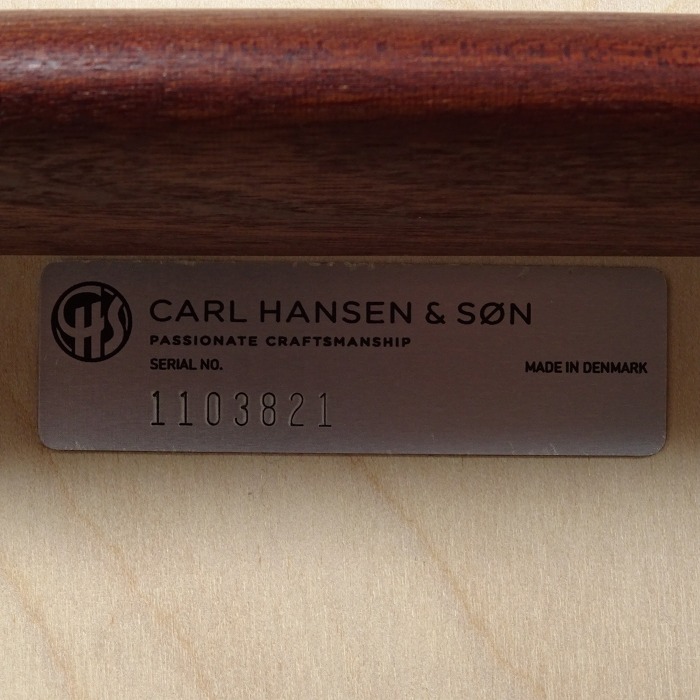 CHS
CARL HANSEN & SØN
PASSIONATE CRAFTSMANSHIP
SERIAL NO.
MADE IN DENMARK
1103821